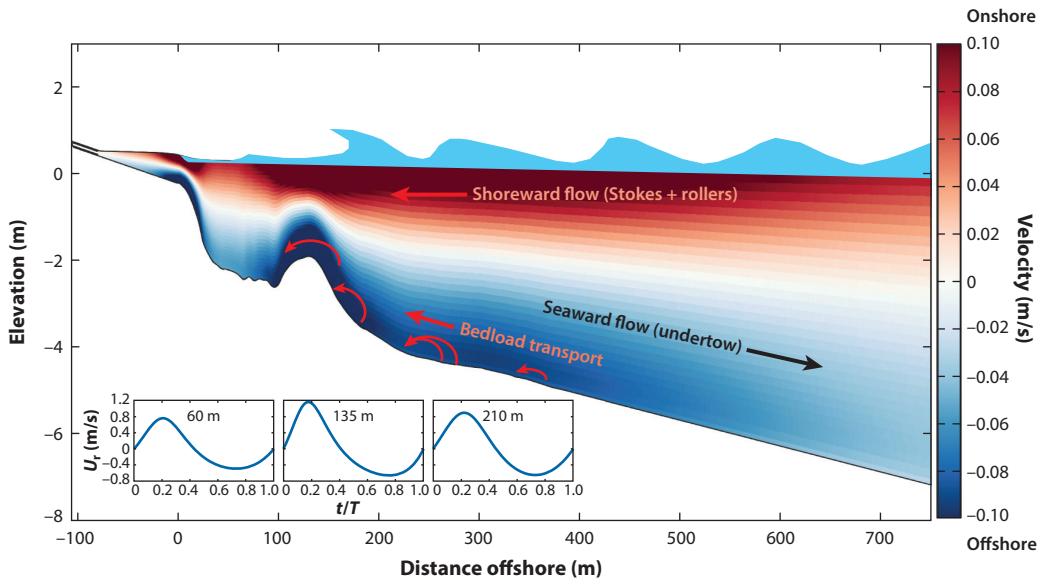 Onshore
Elevation (m)
2
0
−2
−4
−6
−8
Shoreward flow (Stokes + rollers)
Seaward flow (undertow)
Bedload transport
0.10
0.08
0.06
0.04
0.02
0
−0.02
−0.04
−0.06
−0.08
−0.10
Velocity (m/s)
Offshore
Uᵣ (m/s)
1.2
0.8
0.4
0
−0.4
−0.8
60 m
135 m
210 m
0 0.2 0.4 0.6 0.8 1.0
0 0.2 0.4 0.6 0.8 1.0
0 0.2 0.4 0.6 0.8 1.0
t/T
−100 0 100 200 300 400 500 600 700
Distance offshore (m)